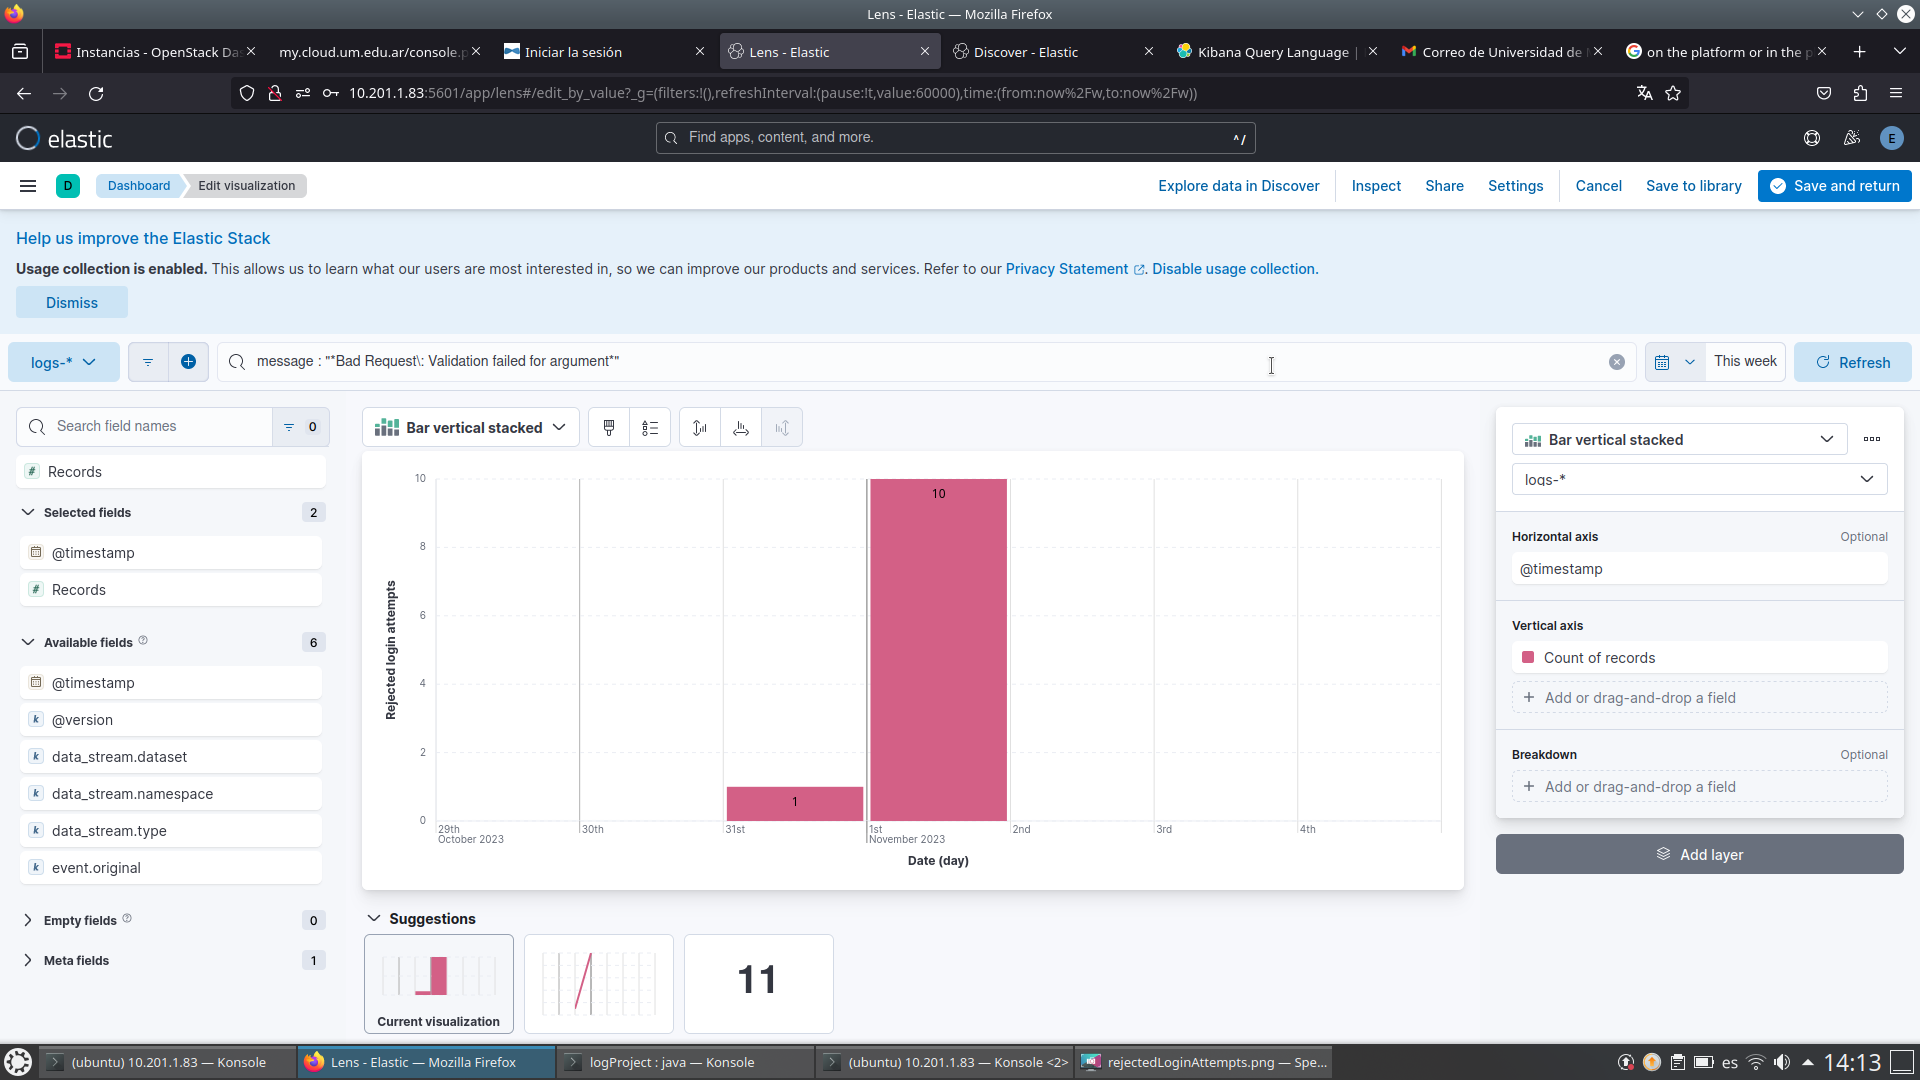 Lens - Elastic — Mozilla Firefox
Instancias - OpenStack Da
my.cloud.um.edu.ar/console.p
Iniciar la sesión
Lens - Elastic
Discover - Elastic
Kibana Query Language |
Correo de Universidad de
on the platform or in the p
10.201.1.83:5601/app/lens#/edit_by_value?_g=(filters:!(),refreshInterval:(pause:!t,value:60000),time:(from:now%2Fw,to:now%2Fw))
elastic
Find apps, content, and more.
^/
E
D
Dashboard
Edit visualization
Explore data in Discover
Inspect
Share
Settings
Cancel
Save to library
Save and return
Help us improve the Elastic Stack
Usage collection is enabled. This allows us to learn what our users are most interested in, so we can improve our products and services. Refer to our Privacy Statement . Disable usage collection.
Dismiss
logs-*
message : "*Bad Request\: Validation failed for argument*"
This week
Refresh
Search field names
0
Records
Selected fields
2
@timestamp
Records
Available fields
6
@timestamp
k @version
k data_stream.dataset
k data_stream.namespace
k data_stream.type
k event.original
Empty fields
0
Meta fields
1
Bar vertical stacked
Rejected login attempts
10
8
6
4
2
0
1
10
29th
October 2023
30th
31st
1st
November 2023
2nd
3rd
4th
Date (day)
Suggestions
Current visualization
11
Bar vertical stacked
logs-*
Horizontal axis
Optional
@timestamp
Vertical axis
Count of records
Add or drag-and-drop a field
Breakdown
Optional
Add or drag-and-drop a field
Add layer
(ubuntu) 10.201.1.83 — Konsole
Lens - Elastic — Mozilla Firefox
logProject : java — Konsole
(ubuntu) 10.201.1.83 — Konsole <2>
rejectedLoginAttempts.png — Spe...
es
14:13